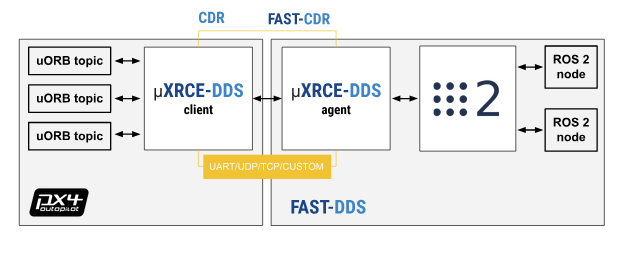 CDR FAST-CDR
uORB topic
uORB topic
uORB topic
μXRCE-DDS
client
μXRCE-DDS
agent
2
ROS 2
node
ROS 2
node
UART/UDP/TCP/CUSTOM
PX4
autopilot
FAST-DDS